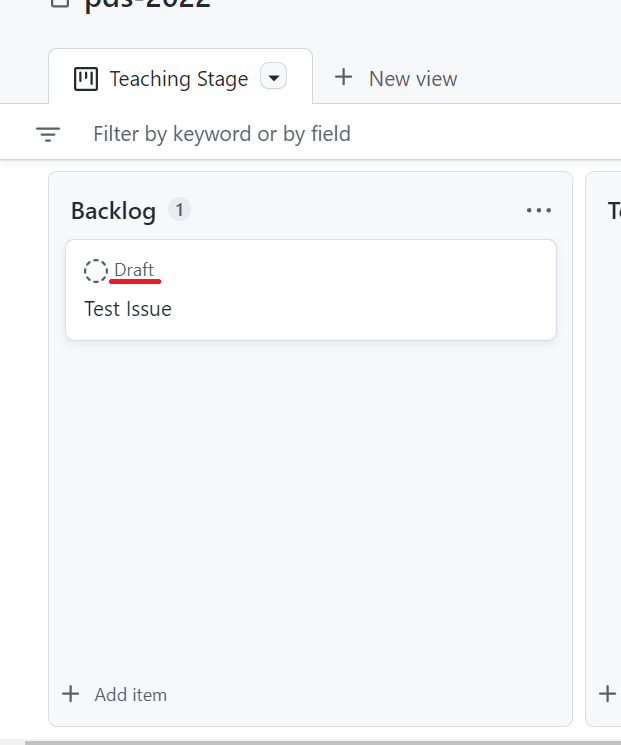 pds-2022
Teaching Stage
New view
Filter by keyword or by field
Backlog 1
Draft
Test Issue
Add item